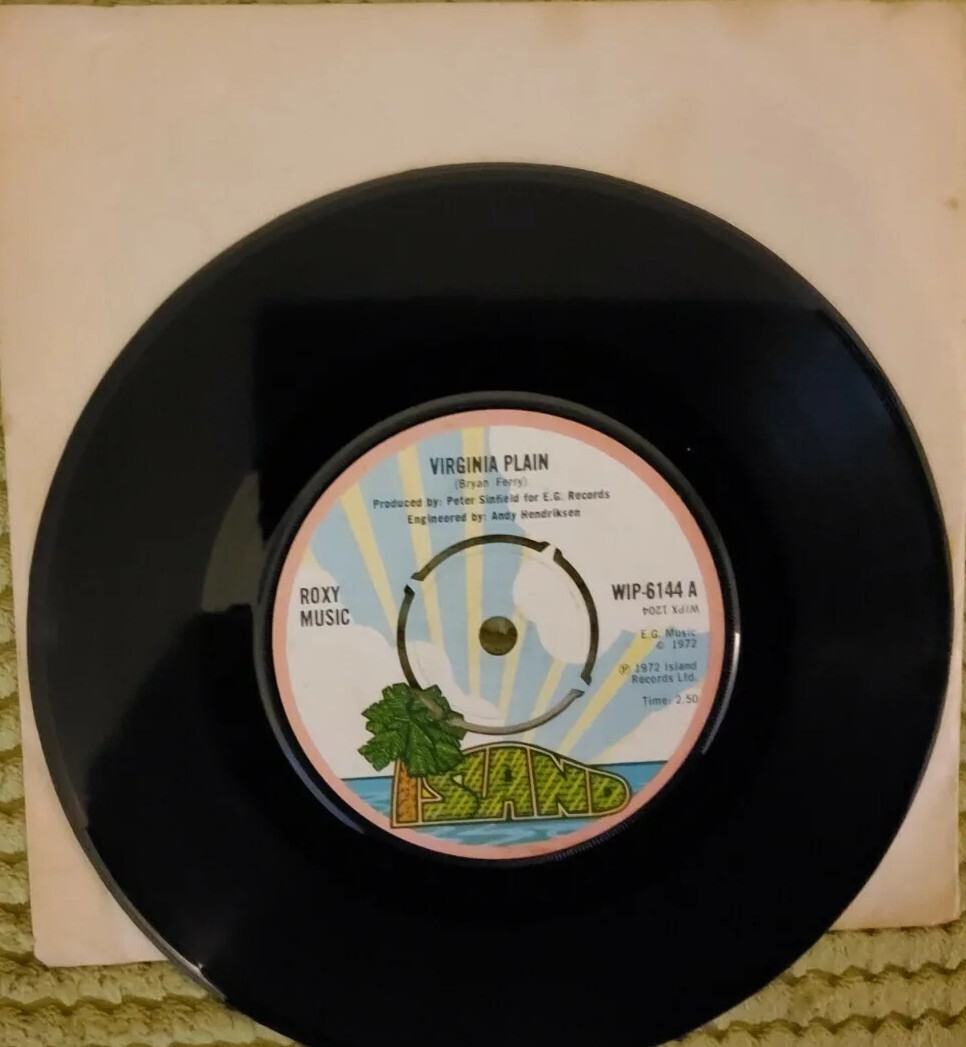 VIRGINIA PLAIN
(Bryan Ferry)
Produced by: Peter Sinfield for E.G. Records
Engineered by: Andy Hendriksen
ROXY
MUSIC
WIP-6144 A
WIPX 1204
E.G. Music
© 1972
℗ 1972 Island
Records Ltd.
Time: 2.50
ISLAND